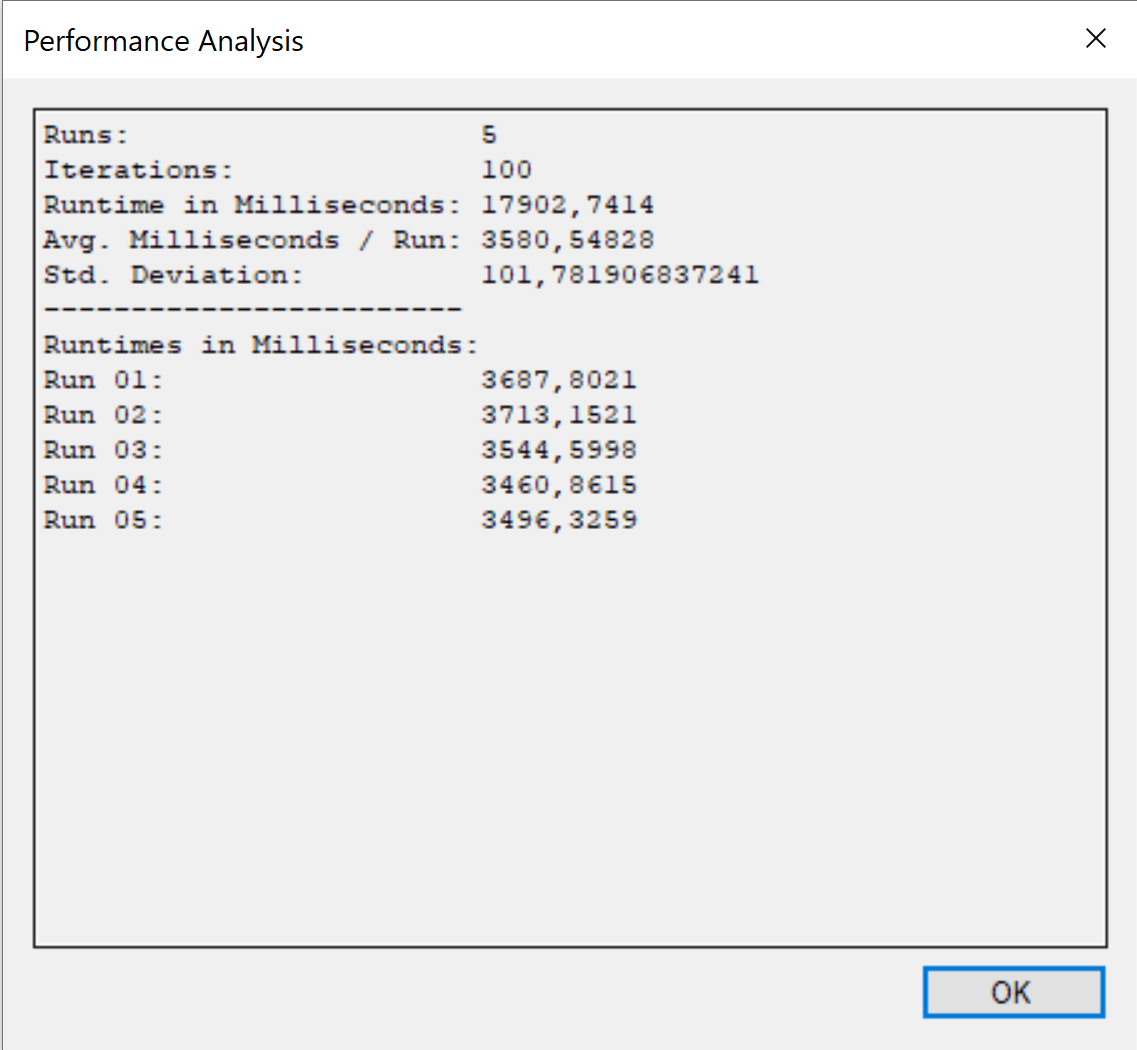 Performance Analysis
Runs: 5
Iterations: 100
Runtime in Milliseconds: 17902,7414
Avg. Milliseconds / Run: 3580,54828
Std. Deviation: 101,781906837241
------------------------
Runtimes in Milliseconds:
Run 01: 3687,8021
Run 02: 3713,1521
Run 03: 3544,5998
Run 04: 3460,8615
Run 05: 3496,3259
OK